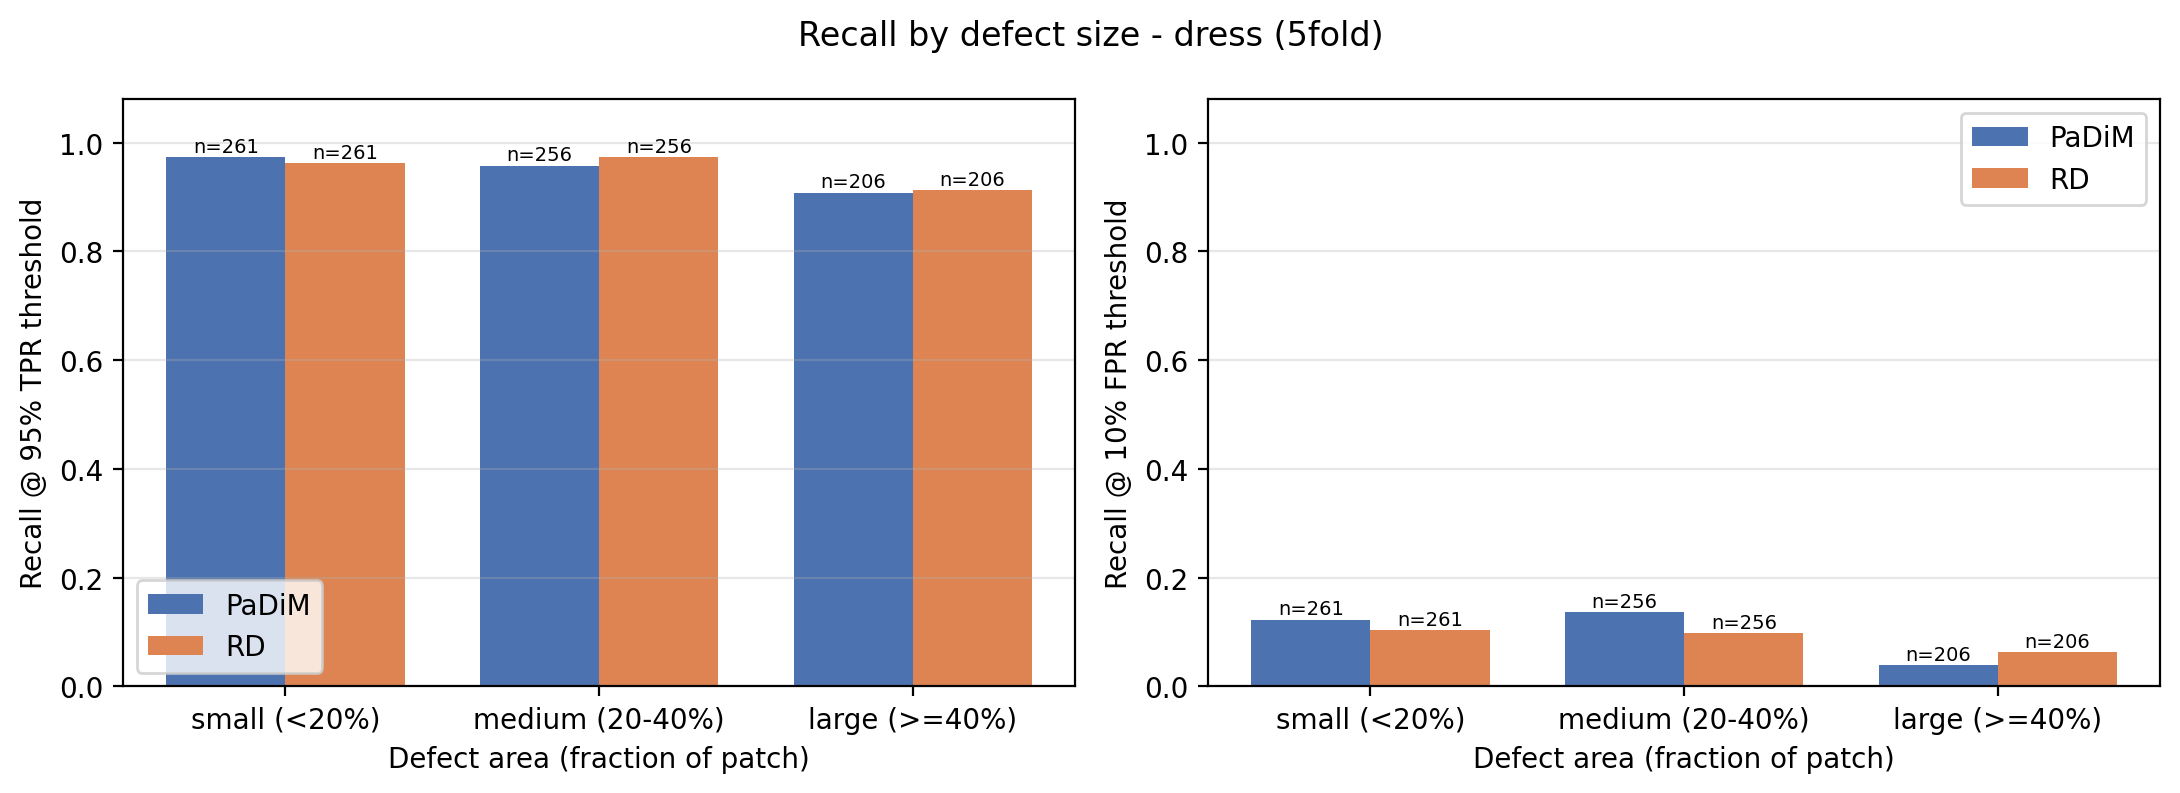 Recall by defect size - dress (5fold)
Recall @ 95% TPR threshold
1.0
0.8
0.6
0.4
0.2
0.0
n=261
n=261
n=256
n=256
n=206
n=206
PaDiM
RD
small (<20%)
medium (20-40%)
large (>=40%)
Defect area (fraction of patch)
Recall @ 10% FPR threshold
1.0
0.8
0.6
0.4
0.2
0.0
PaDiM
RD
n=261
n=261
n=256
n=256
n=206
n=206
small (<20%)
medium (20-40%)
large (>=40%)
Defect area (fraction of patch)